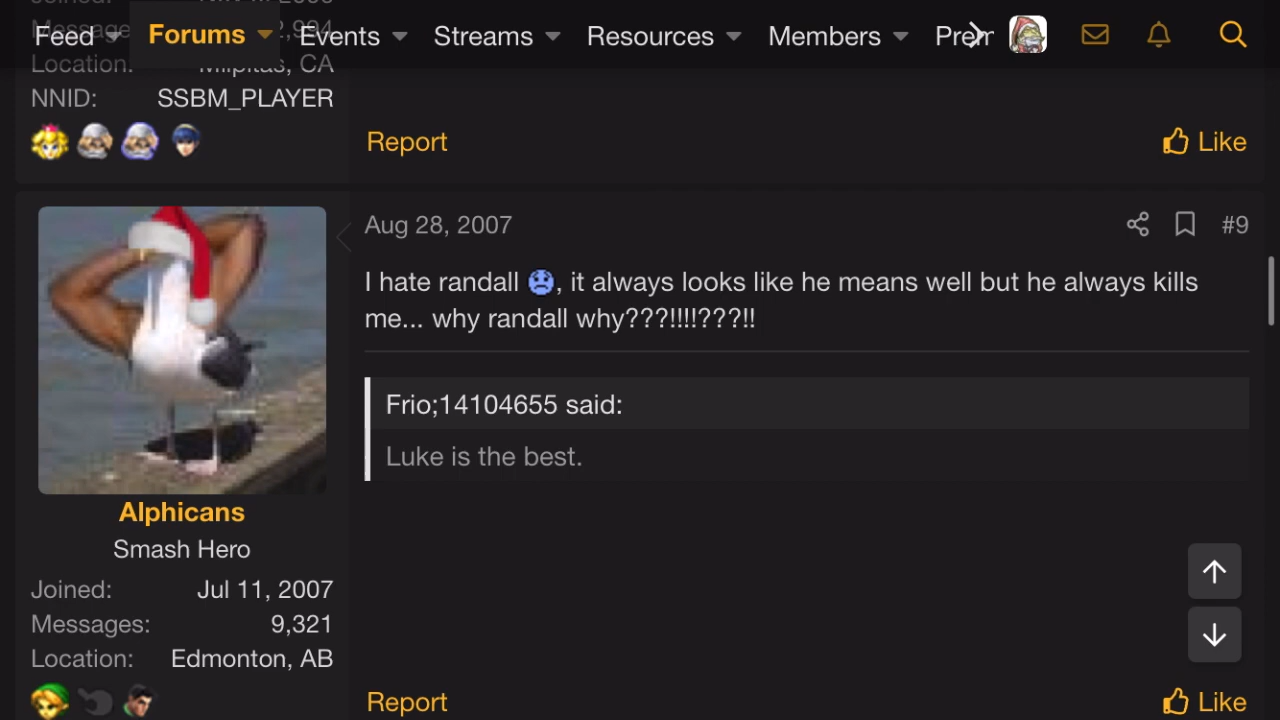 Feed Forums Events Streams Resources Members
Location: Milpitas, CA
NNID: SSBM_PLAYER
Report Like
Aug 28, 2007 #9
I hate randall , it always looks like he means well but he always kills
me... why randall why???!!!!???!!
Frio;14104655 said:
Luke is the best.
Alphicans
Smash Hero
Joined: Jul 11, 2007
Messages: 9,321
Location: Edmonton, AB
Report Like